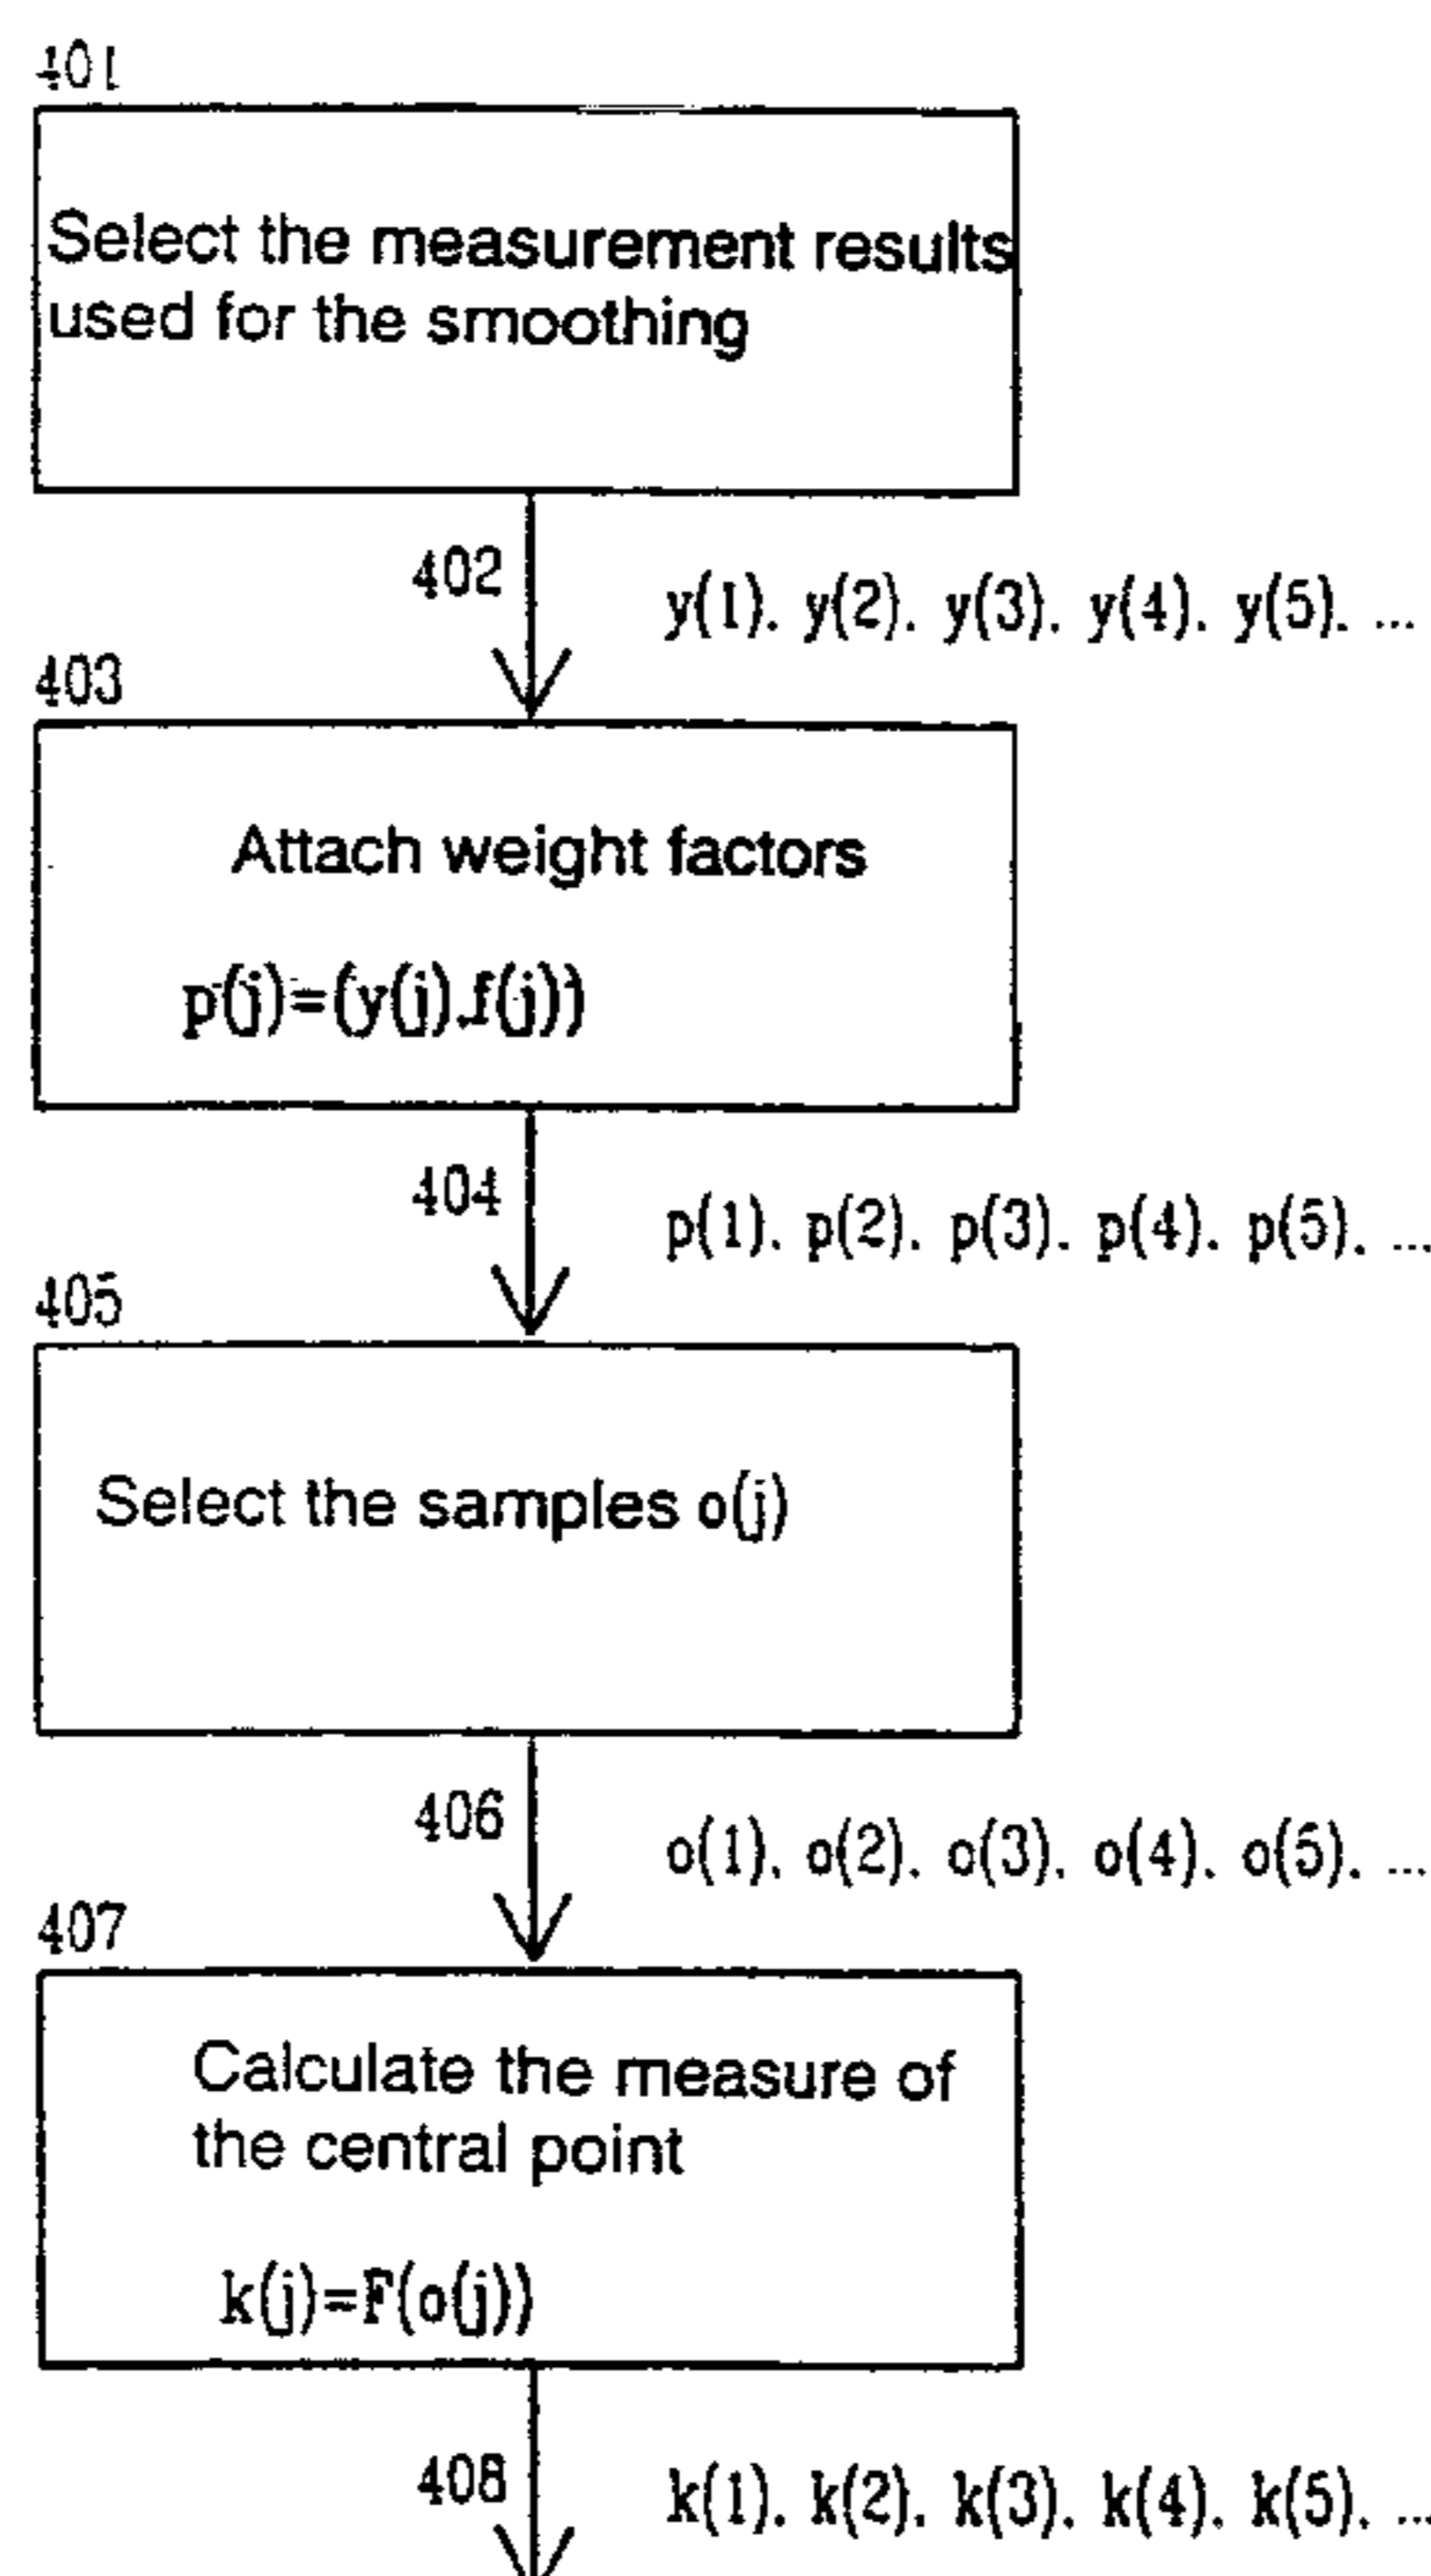 401
Select the measurement results
used for the smoothing
402
y(1), y(2), y(3), y(4), y(5), ...
403
Attach weight factors
p(j)=(y(j),f(j))
404
p(1), p(2), p(3), p(4), p(5), ...
405
Select the samples o(j)
406
o(1), o(2), o(3), o(4), o(5), ...
407
Calculate the measure of
the central point
k(j)=F(o(j))
408
k(1), k(2), k(3), k(4), k(5), ...